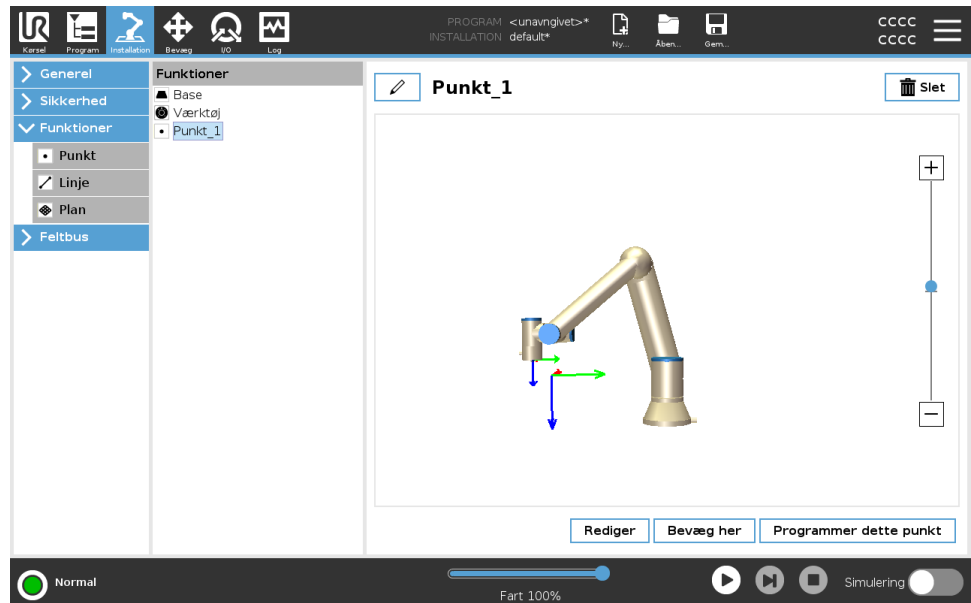 UR
Kørsel
Program
Installation
Bevæg
I/O
Log
PROGRAM <unavngivet>*
INSTALLATION default*
Ny...
Åben...
Gem...
CCCC
CCCC
Generel
Sikkerhed
Funktioner
Punkt
Linje
Plan
Feltbus
Funktioner
Base
Værktøj
Punkt_1
Punkt_1
Slet
Rediger
Bevæg her
Programmer dette punkt
Normal
Fart 100%
Simulering